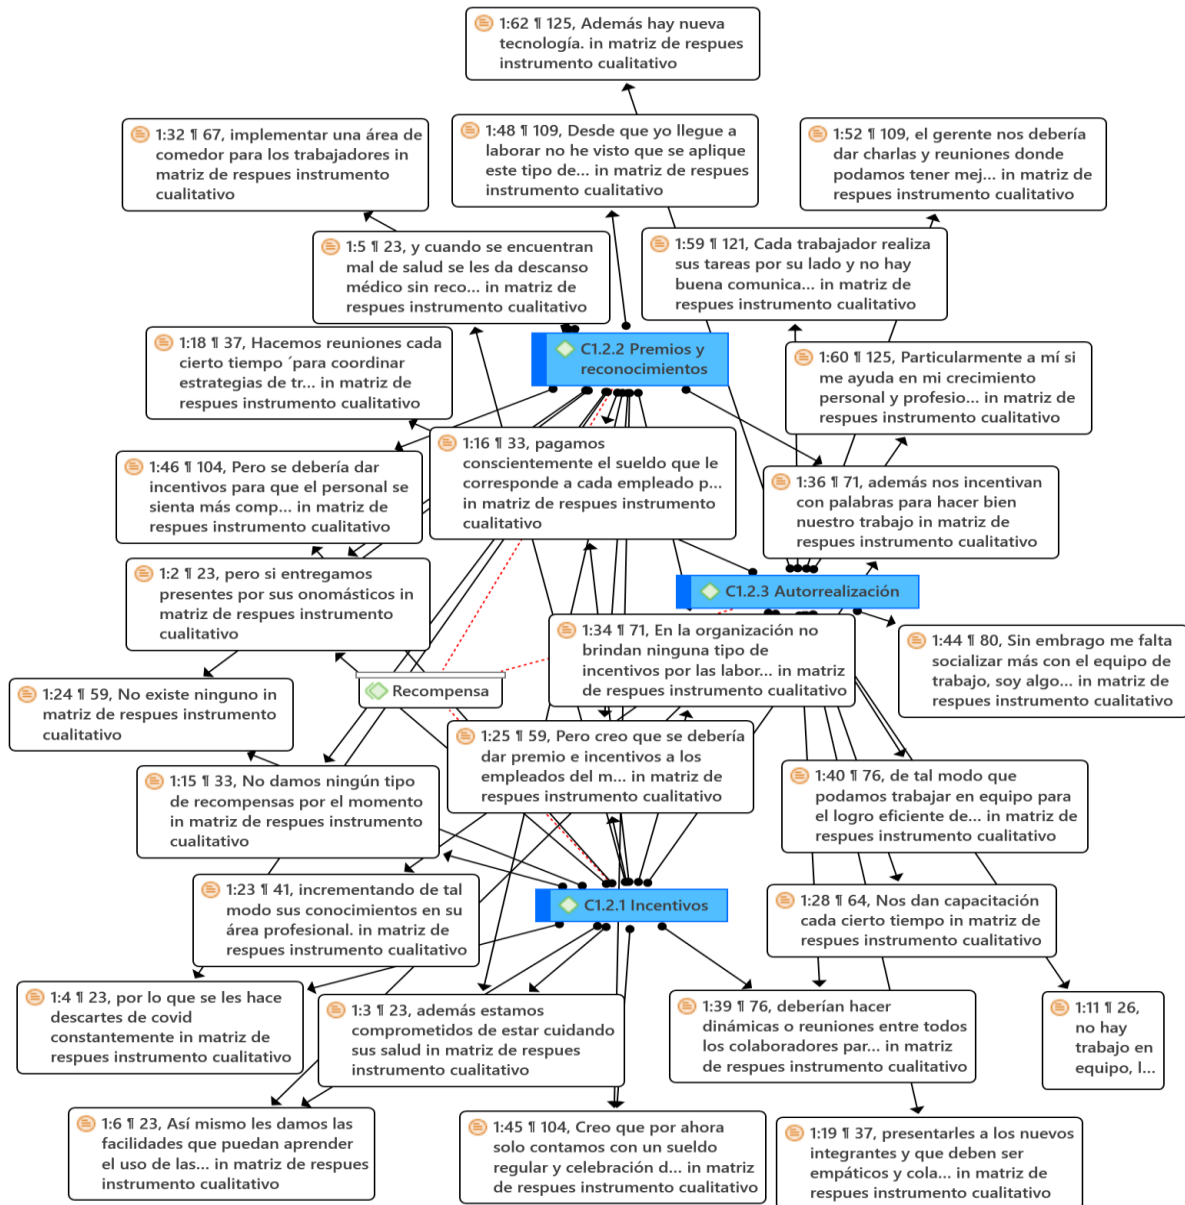 1:62 ¶ 125, Además hay nueva
tecnología. in matriz de respues
instrumento cualitativo
1:32 ¶ 67, implementar una área de
comedor para los trabajadores in
matriz de respues instrumento
cualitativo
1:48 ¶ 109, Desde que yo llegue a
laborar no he visto que se aplique
este tipo de... in matriz de respues
instrumento cualitativo
1:52 ¶ 109, el gerente nos debería
dar charlas y reuniones donde
podamos tener mej... in matriz de
respues instrumento cualitativo
1:5 ¶ 23, y cuando se encuentran
mal de salud se les da descanso
médico sin reco... in matriz de
respues instrumento cualitativo
1:59 ¶ 121, Cada trabajador realiza
sus tareas por su lado y no hay
buena comunica... in matriz de
respues instrumento cualitativo
1:18 ¶ 37, Hacemos reuniones cada
cierto tiempo ´para coordinar
estrategias de tr... in matriz de
respues instrumento cualitativo
C1.2.2 Premios y
reconocimientos
1:60 ¶ 125, Particularmente a mí si
me ayuda en mi crecimiento
personal y profesio... in matriz de
respues instrumento cualitativo
1:16 ¶ 33, pagamos
conscientemente el sueldo que le
corresponde a cada empleado p...
in matriz de respues instrumento
cualitativo
1:46 ¶ 104, Pero se debería dar
incentivos para que el personal se
sienta más comp... in matriz de
respues instrumento cualitativo
1:36 ¶ 71, además nos incentivan
con palabras para hacer bien
nuestro trabajo in matriz de
respues instrumento cualitativo
1:2 ¶ 23, pero si entregamos
presentes por sus onomásticos in
matriz de respues instrumento
cualitativo
C1.2.3 Autorrealización
1:34 ¶ 71, En la organización no
brindan ninguna tipo de
incentivos por las labor... in matriz
de respues instrumento cualitativo
1:44 ¶ 80, Sin embrago me falta
socializar más con el equipo de
trabajo, soy algo... in matriz de
respues instrumento cualitativo
1:24 ¶ 59, No existe ninguno in
matriz de respues instrumento
cualitativo
Recompensa
1:25 ¶ 59, Pero creo que se debería
dar premio e incentivos a los
empleados del m... in matriz de
respues instrumento cualitativo
1:15 ¶ 33, No damos ningún tipo
de recompensas por el momento
in matriz de respues instrumento
cualitativo
1:40 ¶ 76, de tal modo que
podamos trabajar en equipo para
el logro eficiente de... in matriz de
respues instrumento cualitativo
1:23 ¶ 41, incrementando de tal
modo sus conocimientos en su
área profesional. in matriz de
respues instrumento cualitativo
C1.2.1 Incentivos
1:28 ¶ 64, Nos dan capacitación
cada cierto tiempo in matriz de
respues instrumento cualitativo
1:4 ¶ 23, por lo que se les hace
descartes de covid
constantemente in matriz de
respues instrumento cualitativo
1:3 ¶ 23, además estamos
comprometidos de estar cuidando
sus salud in matriz de respues
instrumento cualitativo
1:39 ¶ 76, deberían hacer
dinámicas o reuniones entre todos
los colaboradores par... in matriz
de respues instrumento cualitativo
1:11 ¶ 26,
no hay
trabajo en
equipo, l...
1:6 ¶ 23, Así mismo les damos las
facilidades que puedan aprender
el uso de las... in matriz de respues
instrumento cualitativo
1:45 ¶ 104, Creo que por ahora
solo contamos con un sueldo
regular y celebración d... in matriz
de respues instrumento cualitativo
1:19 ¶ 37, presentarles a los nuevos
integrantes y que deben ser
empáticos y cola... in matriz de
respues instrumento cualitativo